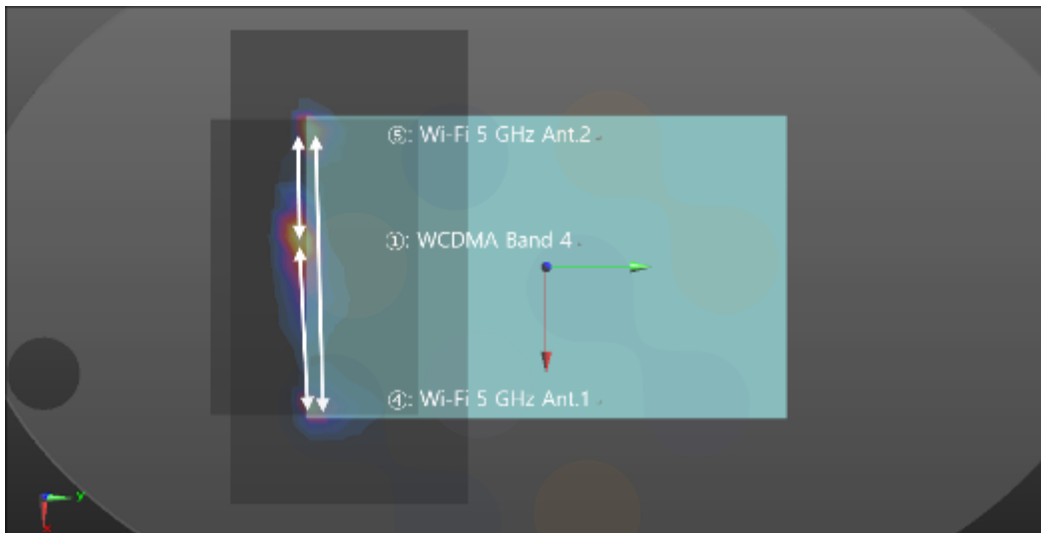 ⑤: Wi-Fi 5 GHz Ant.2
①: WCDMA Band 4
④: Wi-Fi 5 GHz Ant.1
y
x